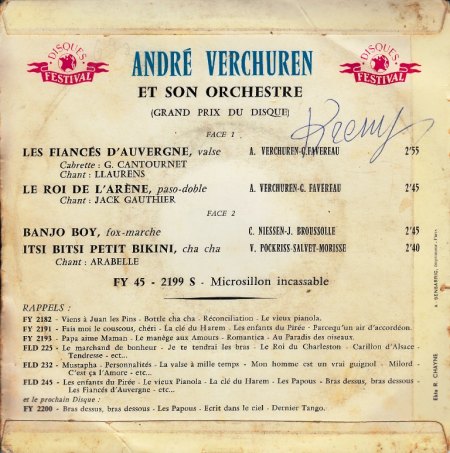 DISQUES
FESTIVAL
ANDRÉ VERCHUREN
DISQUES
FESTIVAL
ET SON ORCHESTRE
(GRAND PRIX DU DISQUE)
FACE 1
LES FIANCÉS D'AUVERGNE, valse A. VERCHUREN-G.FAVEREAU 2'55
Cabrette : G. CANTOURNET
Chant : LLAURENS
LE ROI DE L'ARÈNE, paso-doble A. VERCHUREN-G. FAVEREAU 2'45
Chant : JACK GAUTHIER
FACE 2
BANJO BOY, fox-marche C. NIESSEN-J. BROUSSOLLE 2'45
ITSI BITSI PETIT BIKINI, cha cha V. POCKRISS-SALVET-MORISSE 2'40
Chant : ARABELLE
FY 45 - 2199 S - Microsillon incassable
RAPPELS :
FY 2182 - Viens à Juan les Pins - Bottle cha cha - Réconciliation - Le vieux pianola.
FY 2191 - Fais moi le couscous, chéri - La clé du Harem - Les enfants du Pirée - Parcequ'un air d'accordéon.
FY 2193 - Papa aime Maman - Le manège aux Amours - Romantica - Au Paradis des oiseaux.
FLD 225 - Le marchand de bonheur - Je te tendrai les bras - Le Roi du Charleston - Carillon d'Alsace -
Tendresse - ect...
FLD 232 - Mustapha - Personnalités - La valse à mille temps - Mon homme est un vrai guignol - Milord -
C'est ça l'Amore - etc...
FLD 245 - Les enfants du Pirée - Le vieux Pianola - La clé du Harem - Les Papous - Bras dessus, bras dessous -
Les Fiancés d'Auvergne - etc...
et le prochain Disque :
FY 2200 - Bras dessus, bras dessous - Les Papous - Ecrit dans le ciel - Dernier Tango.